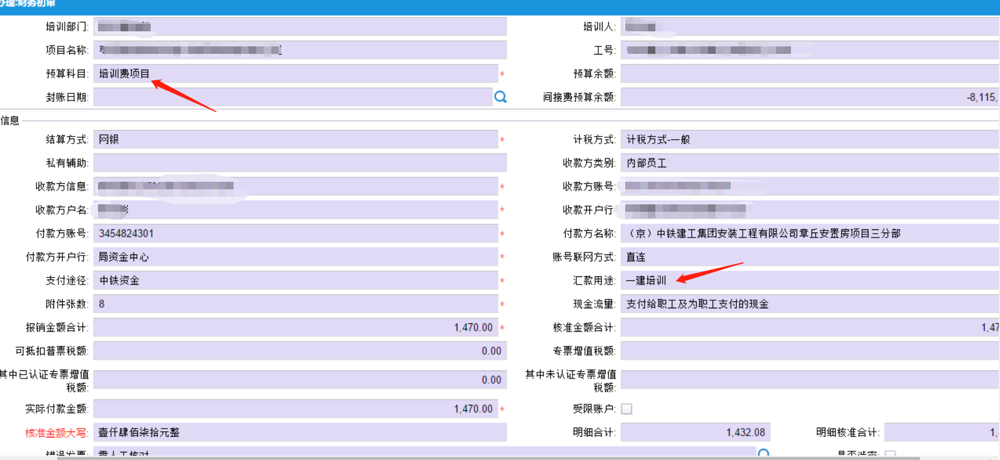 办理:财务初审
培训部门: 培训人:
项目名称: 工号:
预算科目: 培训费项目 * 预算余额:
封账日期: 间接费预算余额: -8,115,
信息
结算方式: 网银 * 计税方式: 计税方式-一般
私有辅助: 收款方类别: 内部员工
收款方信息: * 收款方账号:
收款方户名: 彬 * 收款开户行
付款方账号: 3454824301 * 付款方名称: （京）中铁建工集团安装工程有限公司章丘安置房项目三分部
付款方开户行: 局资金中心 * 账号联网方式: 直连
支付途径: 中铁资金 * 汇款用途: 一建培训
附件张数: 8 * 现金流量: 支付给职工及为职工支付的现金
报销金额合计: 1,470.00 * 核准金额合计: 1,47
可抵扣普票税额: 0.00 专票增值税额:
其中已认证专票增值税额: 0.00 其中未认证专票增值税额:
实际付款金额: 1,470.00 * 受限账户:
核准金额大写: 壹仟肆佰柒拾元整 明细合计: 1,432.08 明细核准合计: 1,
错误发票: 需人工核对 是否涉密: